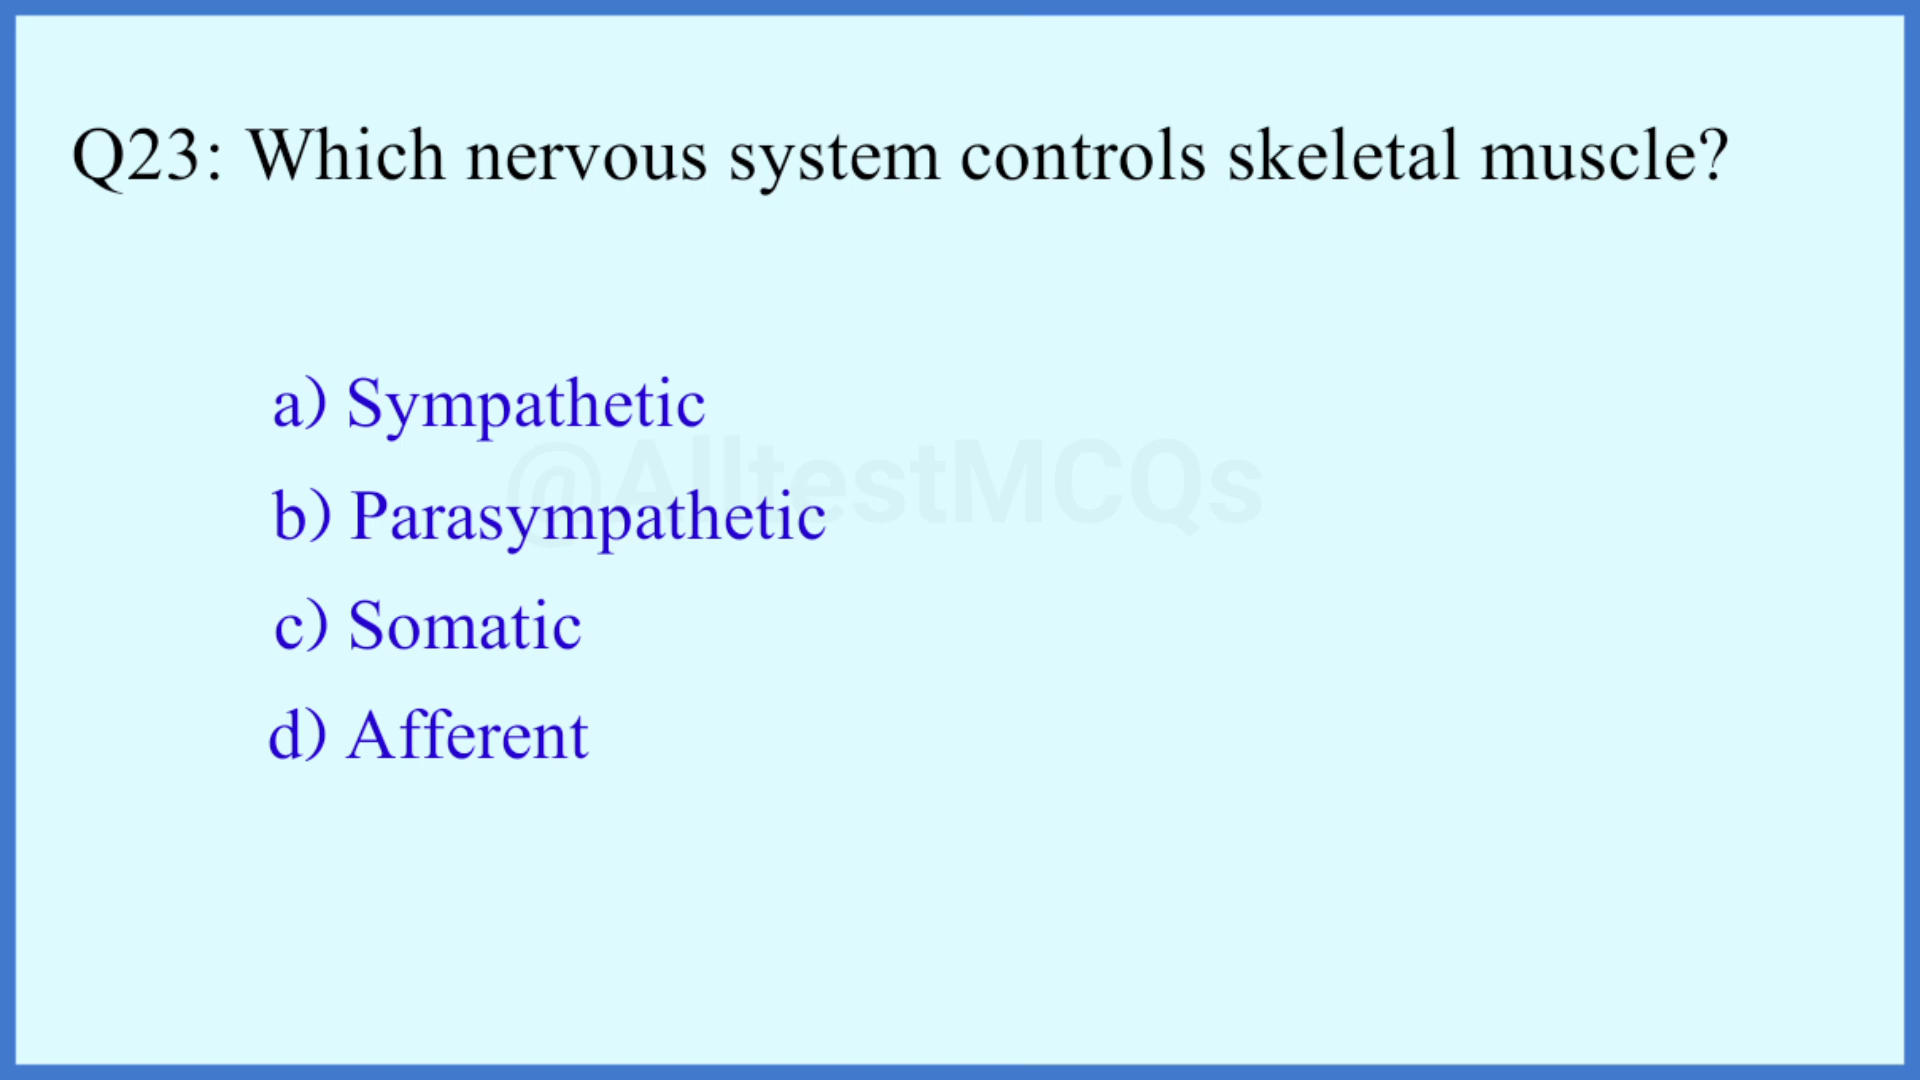 Q23: Which nervous system controls skeletal muscle?
a) Sympathetic
@AlltestMCQs
b) Parasympathetic
c) Somatic
d) Afferent